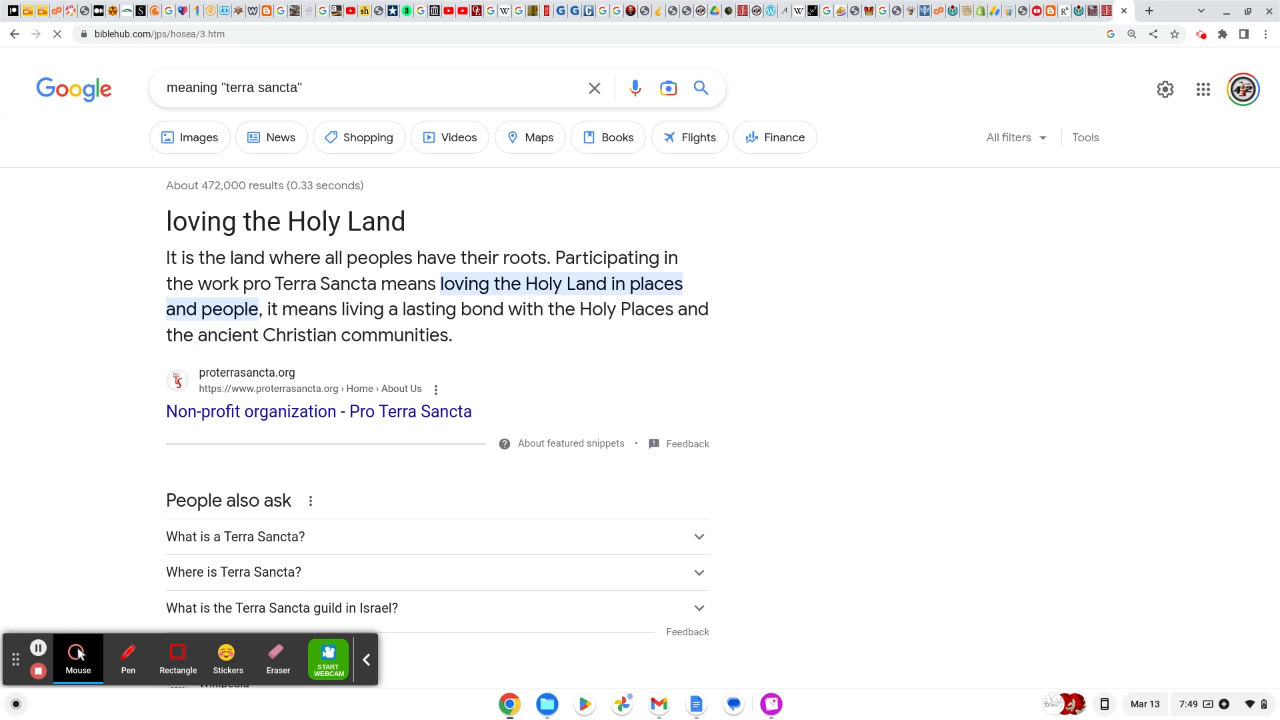 biblehub.com/jps/hosea/3.htm
Google
meaning "terra sancta"
Images
News
Shopping
Videos
Maps
Books
Flights
Finance
All filters
Tools
About 472,000 results (0.33 seconds)
loving the Holy Land
It is the land where all peoples have their roots. Participating in
the work pro Terra Sancta means loving the Holy Land in places
and people, it means living a lasting bond with the Holy Places and
the ancient Christian communities.
proterrasancta.org
https://www.proterrasancta.org › Home › About Us
Non-profit organization - Pro Terra Sancta
About featured snippets • Feedback
People also ask
What is a Terra Sancta?
Where is Terra Sancta?
What is the Terra Sancta guild in Israel?
Feedback
Mouse
Pen
Rectangle
Stickers
Eraser
START
WEBCAM
Wikipedia
Mar 13
7:49